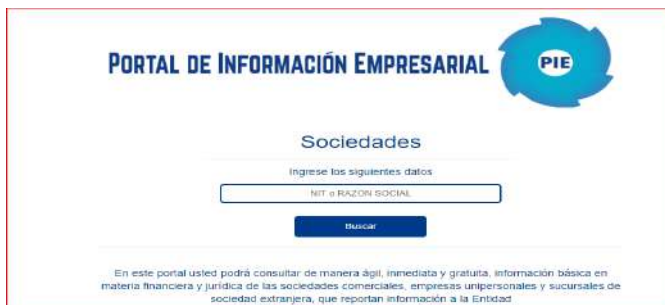 PORTAL DE INFORMACIÓN EMPRESARIAL
PIE
Sociedades
Ingrese los siguientes datos
NIT o RAZON SOCIAL
Buscar
En este portal usted podrá consultar de manera ágil, inmediata y gratuita, información básica en
materia financiera y jurídica de las sociedades comerciales, empresas unipersonales y sucursales de
sociedad extranjera, que reportan información a la Entidad